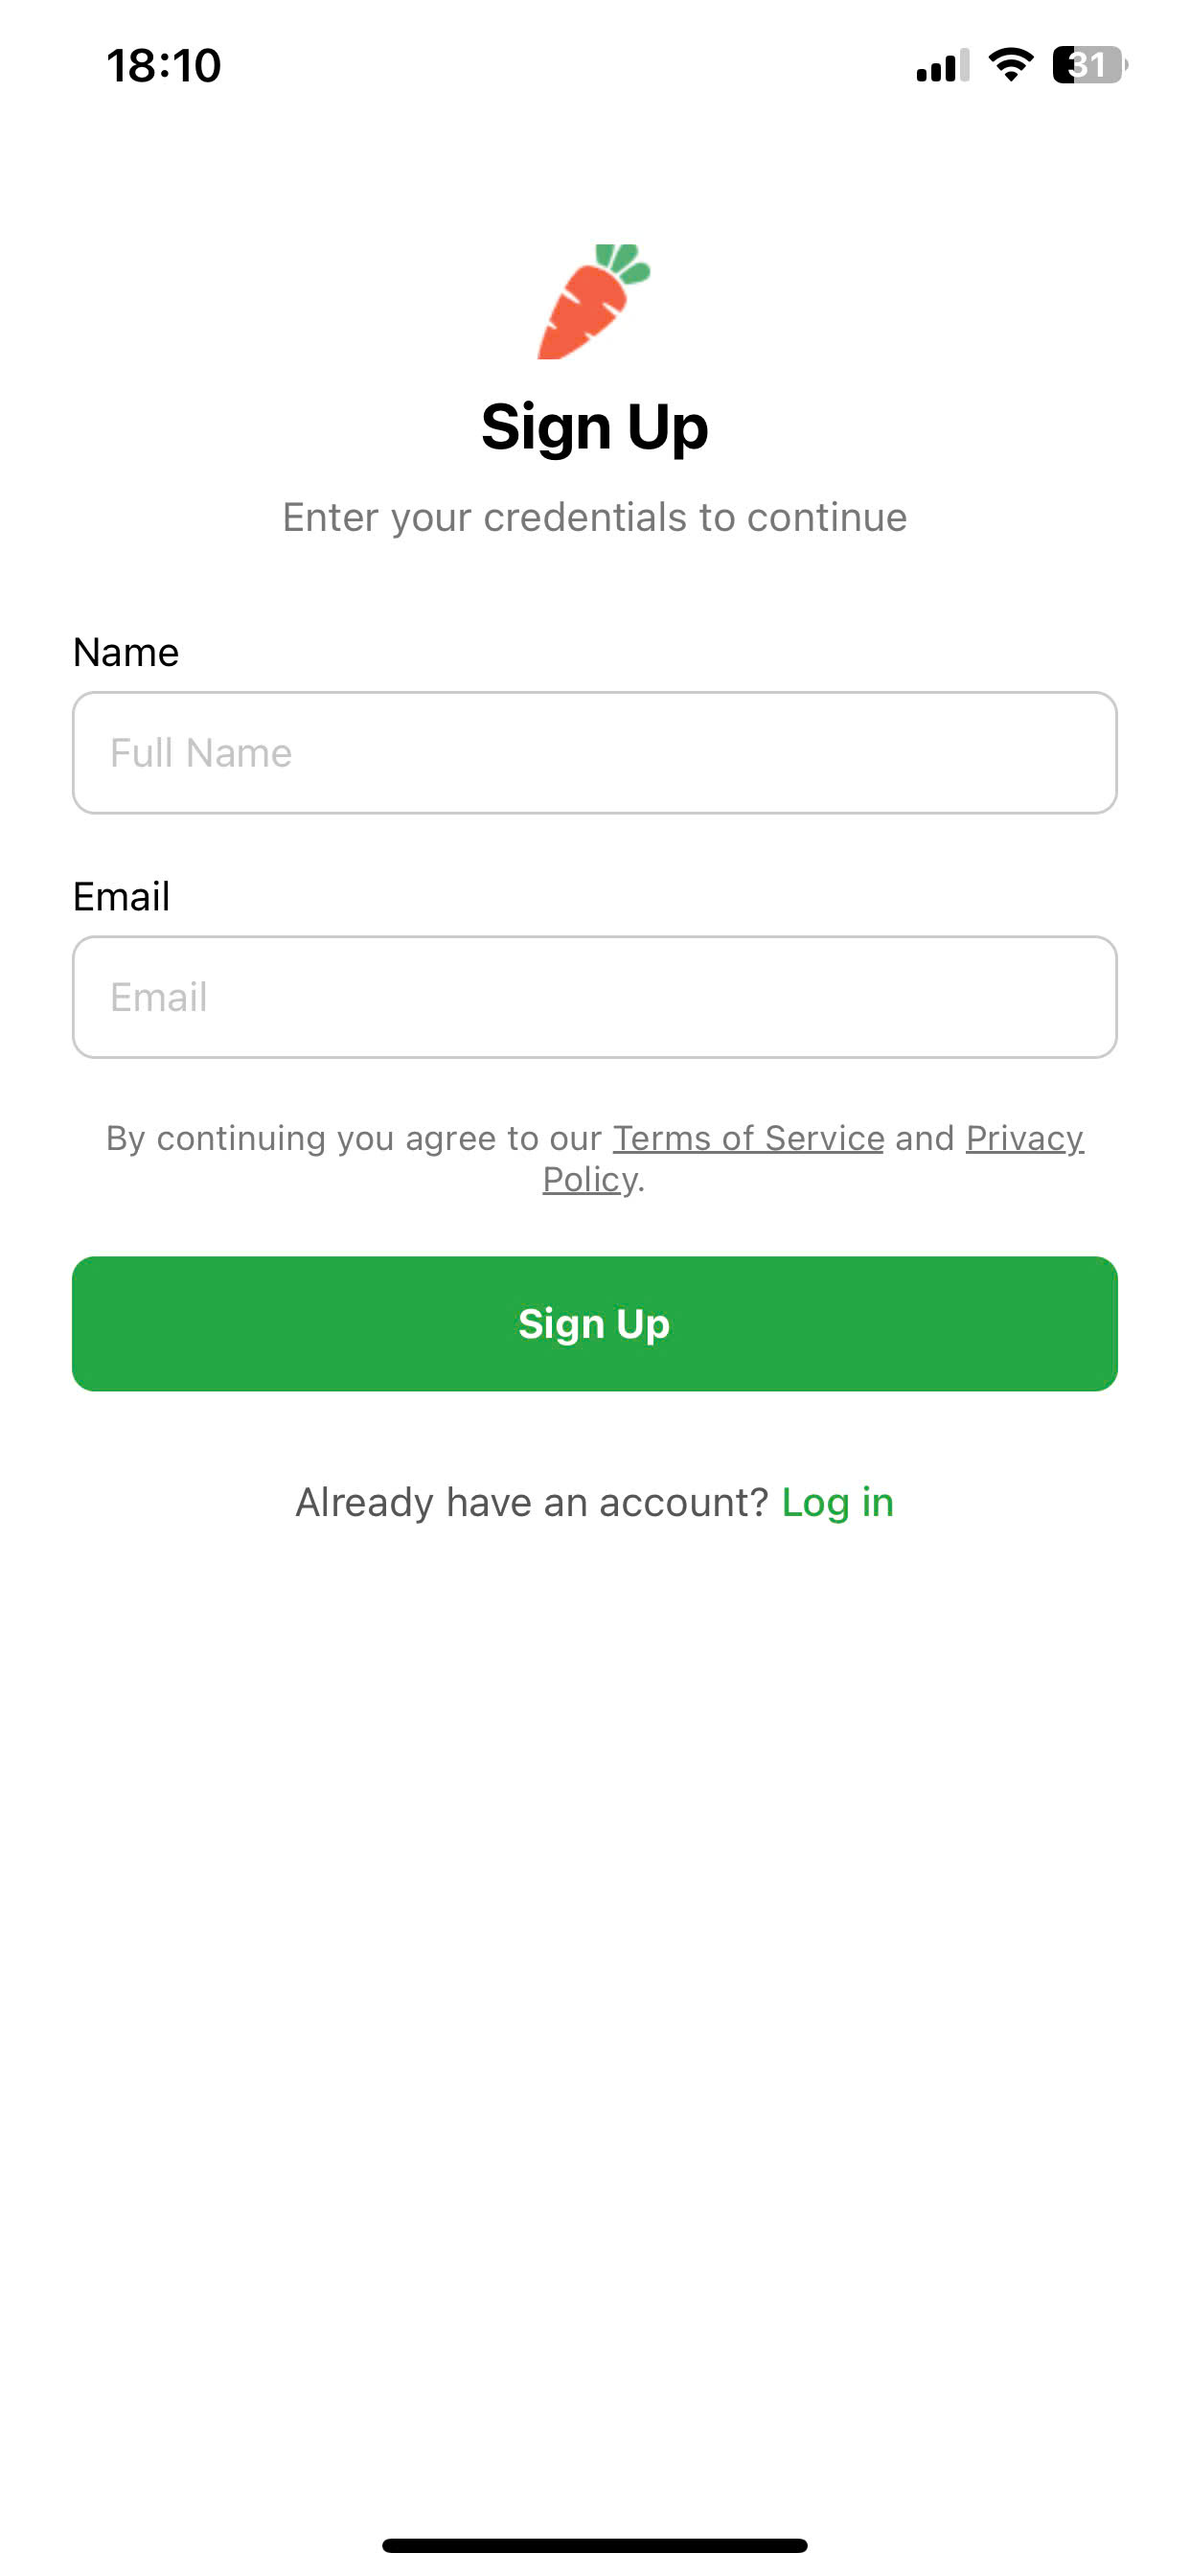 18:10
31
Sign Up
Enter your credentials to continue
Name
Full Name
Email
Email
By continuing you agree to our Terms of Service and Privacy
Policy.
Sign Up
Already have an account? Log in